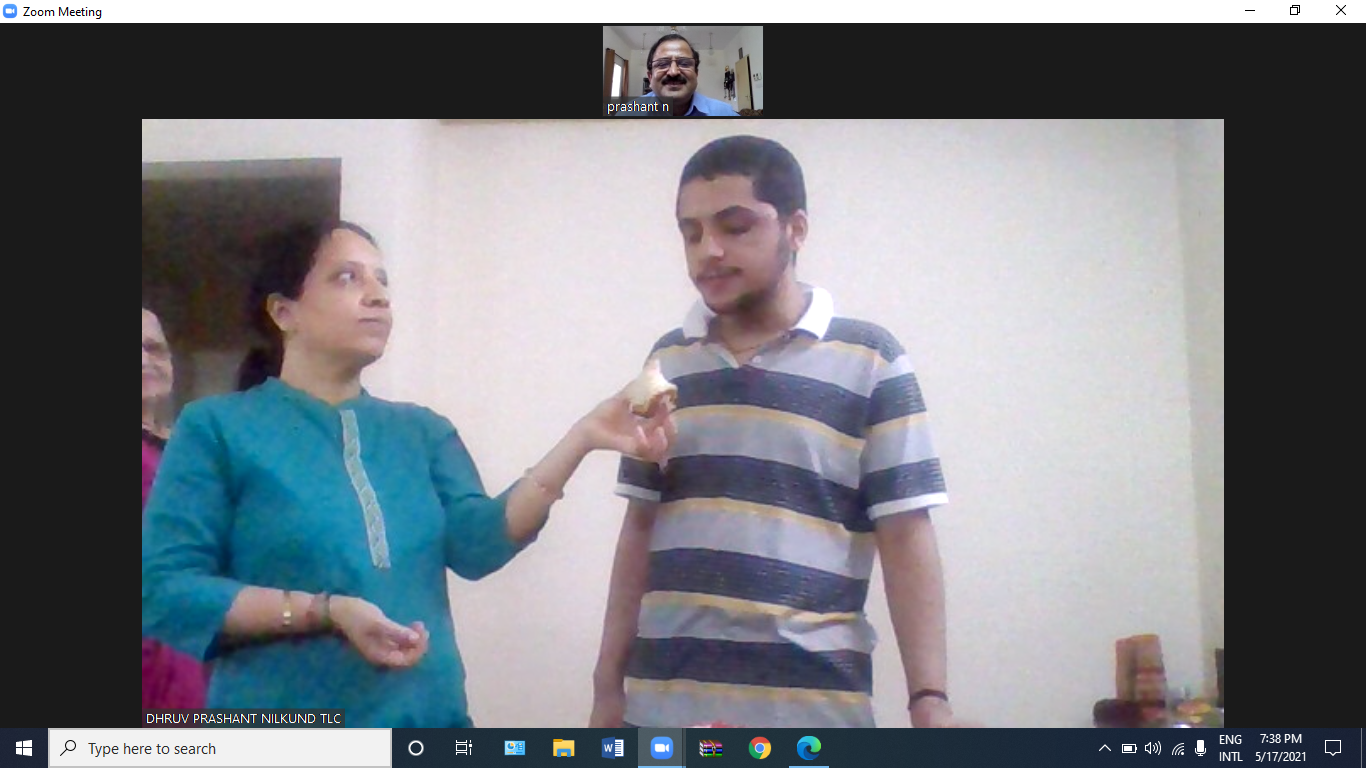 Zoom Meeting
prashant n
DHRUV PRASHANT NILKUND TLC
Type here to search
ENG
INTL
7:38 PM
5/17/2021